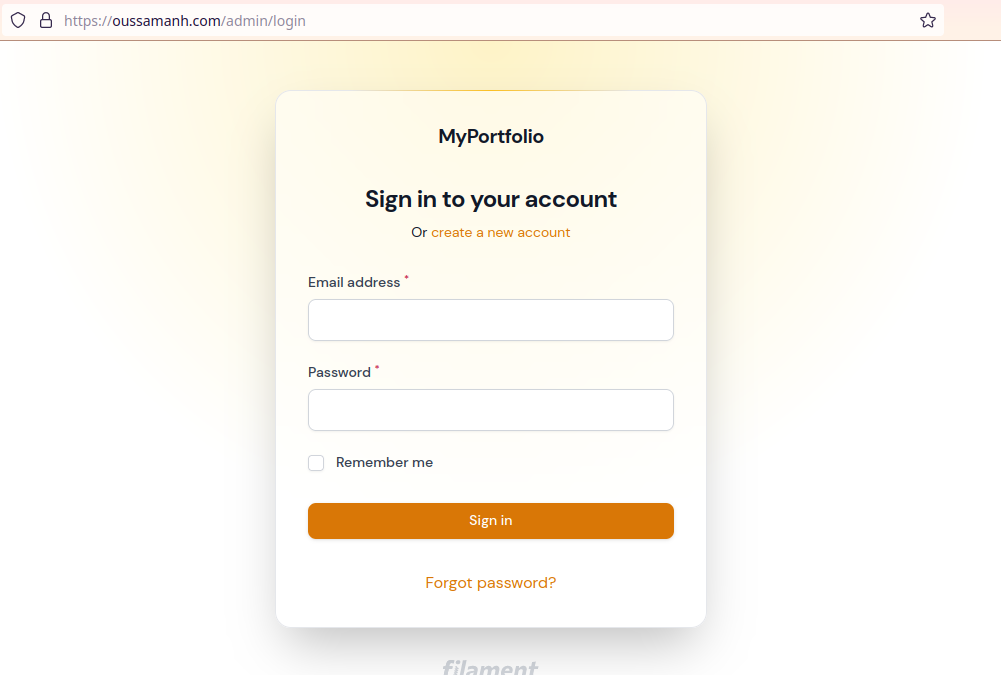 https://oussamanh.com/admin/login
MyPortfolio
Sign in to your account
Or create a new account
Email address *
Password *
Remember me
Sign in
Forgot password?
filament